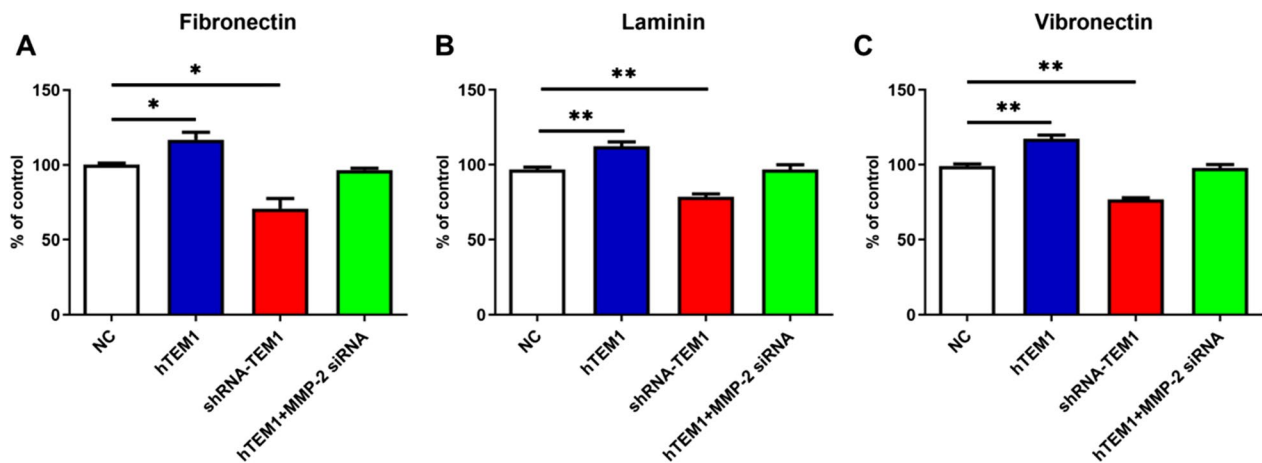 A
Fibronectin
*
*
% of control
150
100
50
0
NC
hTEM1
shRNA-TEM1
hTEM1+MMP-2 siRNA
B
Laminin
**
**
% of control
150
100
50
0
NC
hTEM1
shRNA-TEM1
hTEM1+MMP-2 siRNA
C
Vibronectin
**
**
% of control
150
100
50
0
NC
hTEM1
shRNA-TEM1
hTEM1+MMP-2 siRNA